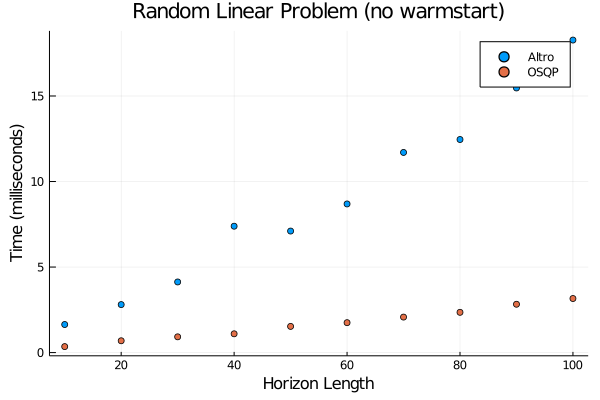 Random Linear Problem (no warmstart)
Altro
OSQP
Time (milliseconds)
15
10
5
0
20
40
60
80
100
Horizon Length